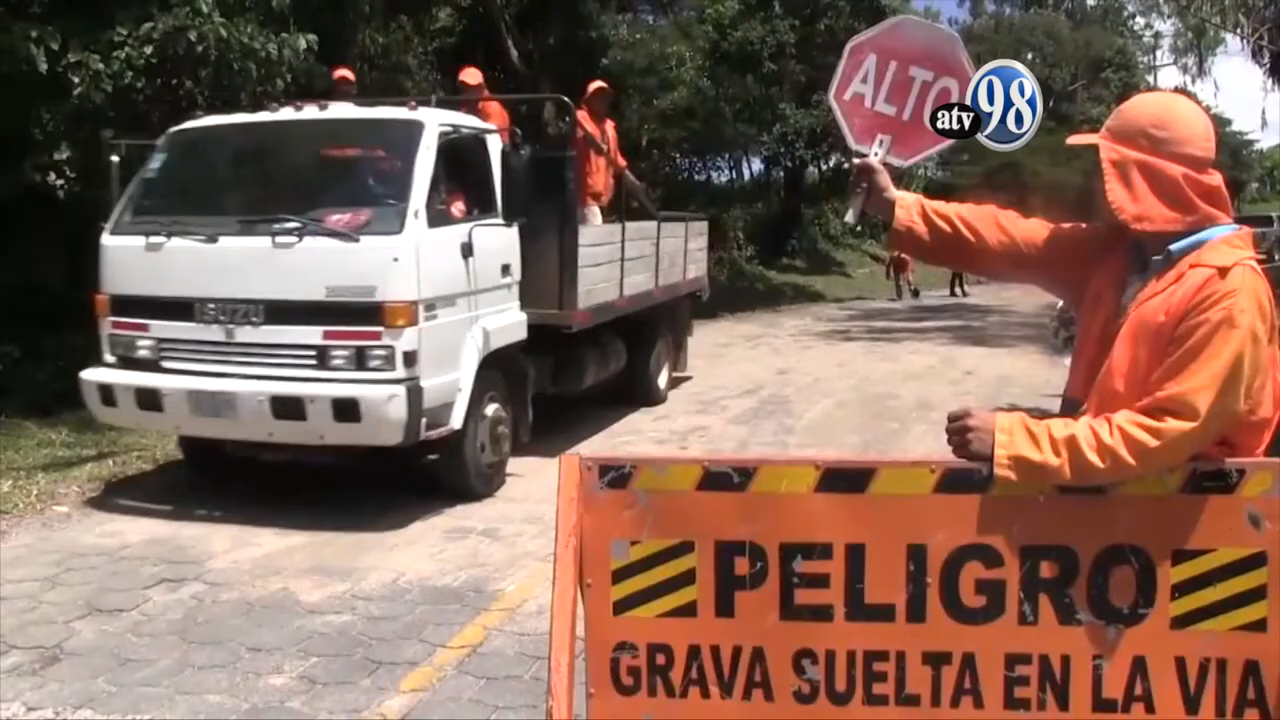 ALTO
atv 98
ISUZU
PELIGRO
GRAVA SUELTA EN LA VIA